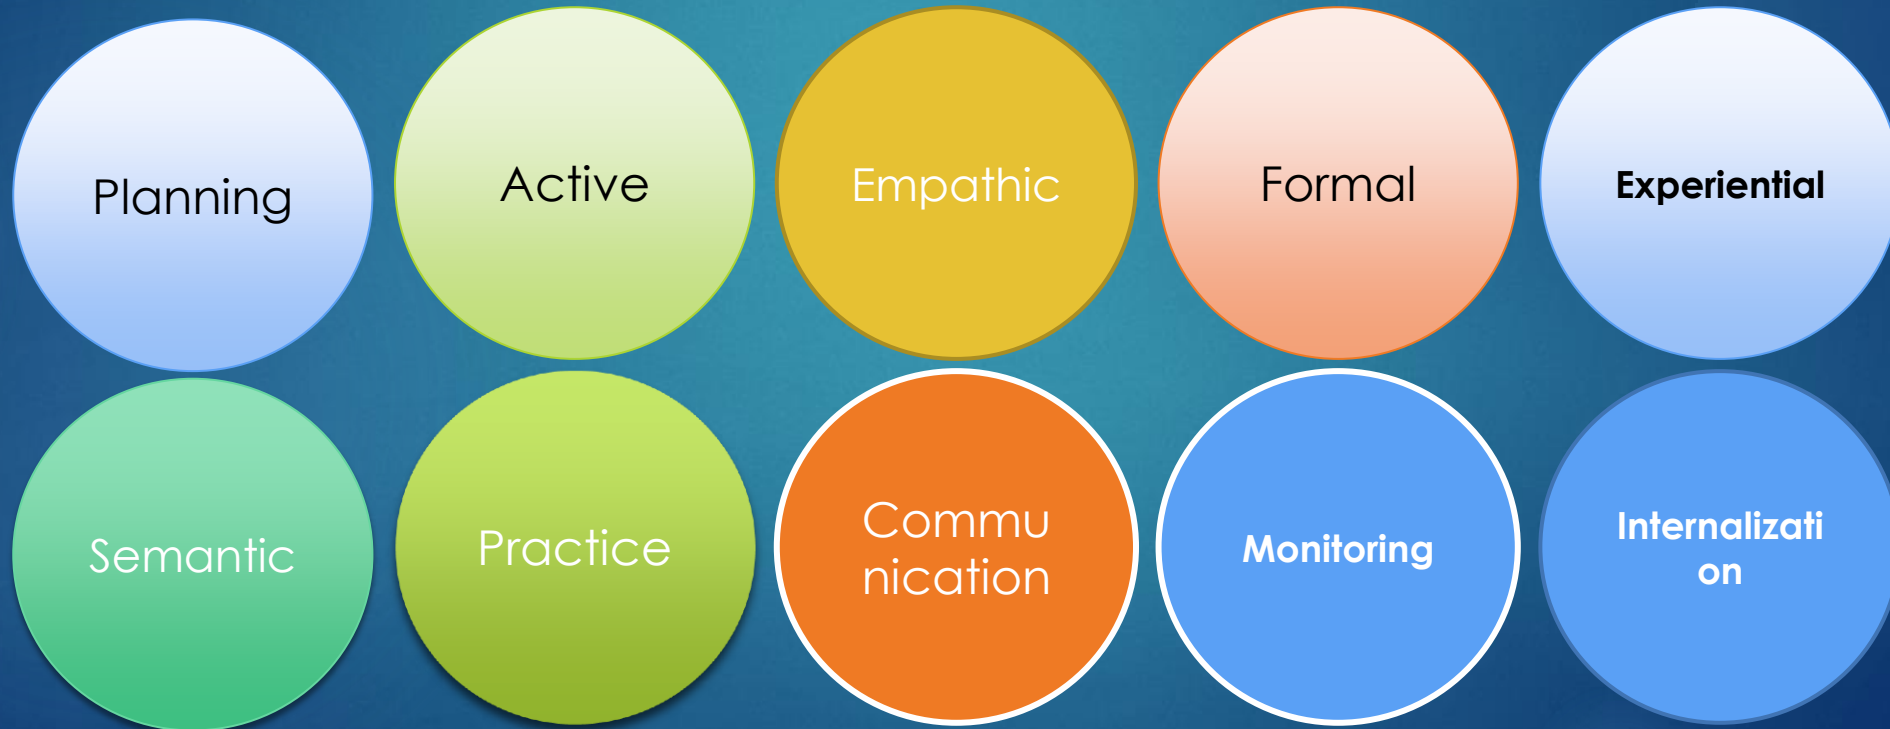 Planning
Active
Empathic
Formal
Experiential
Semantic
Practice
Commu
nication
Monitoring
Internalizati
on